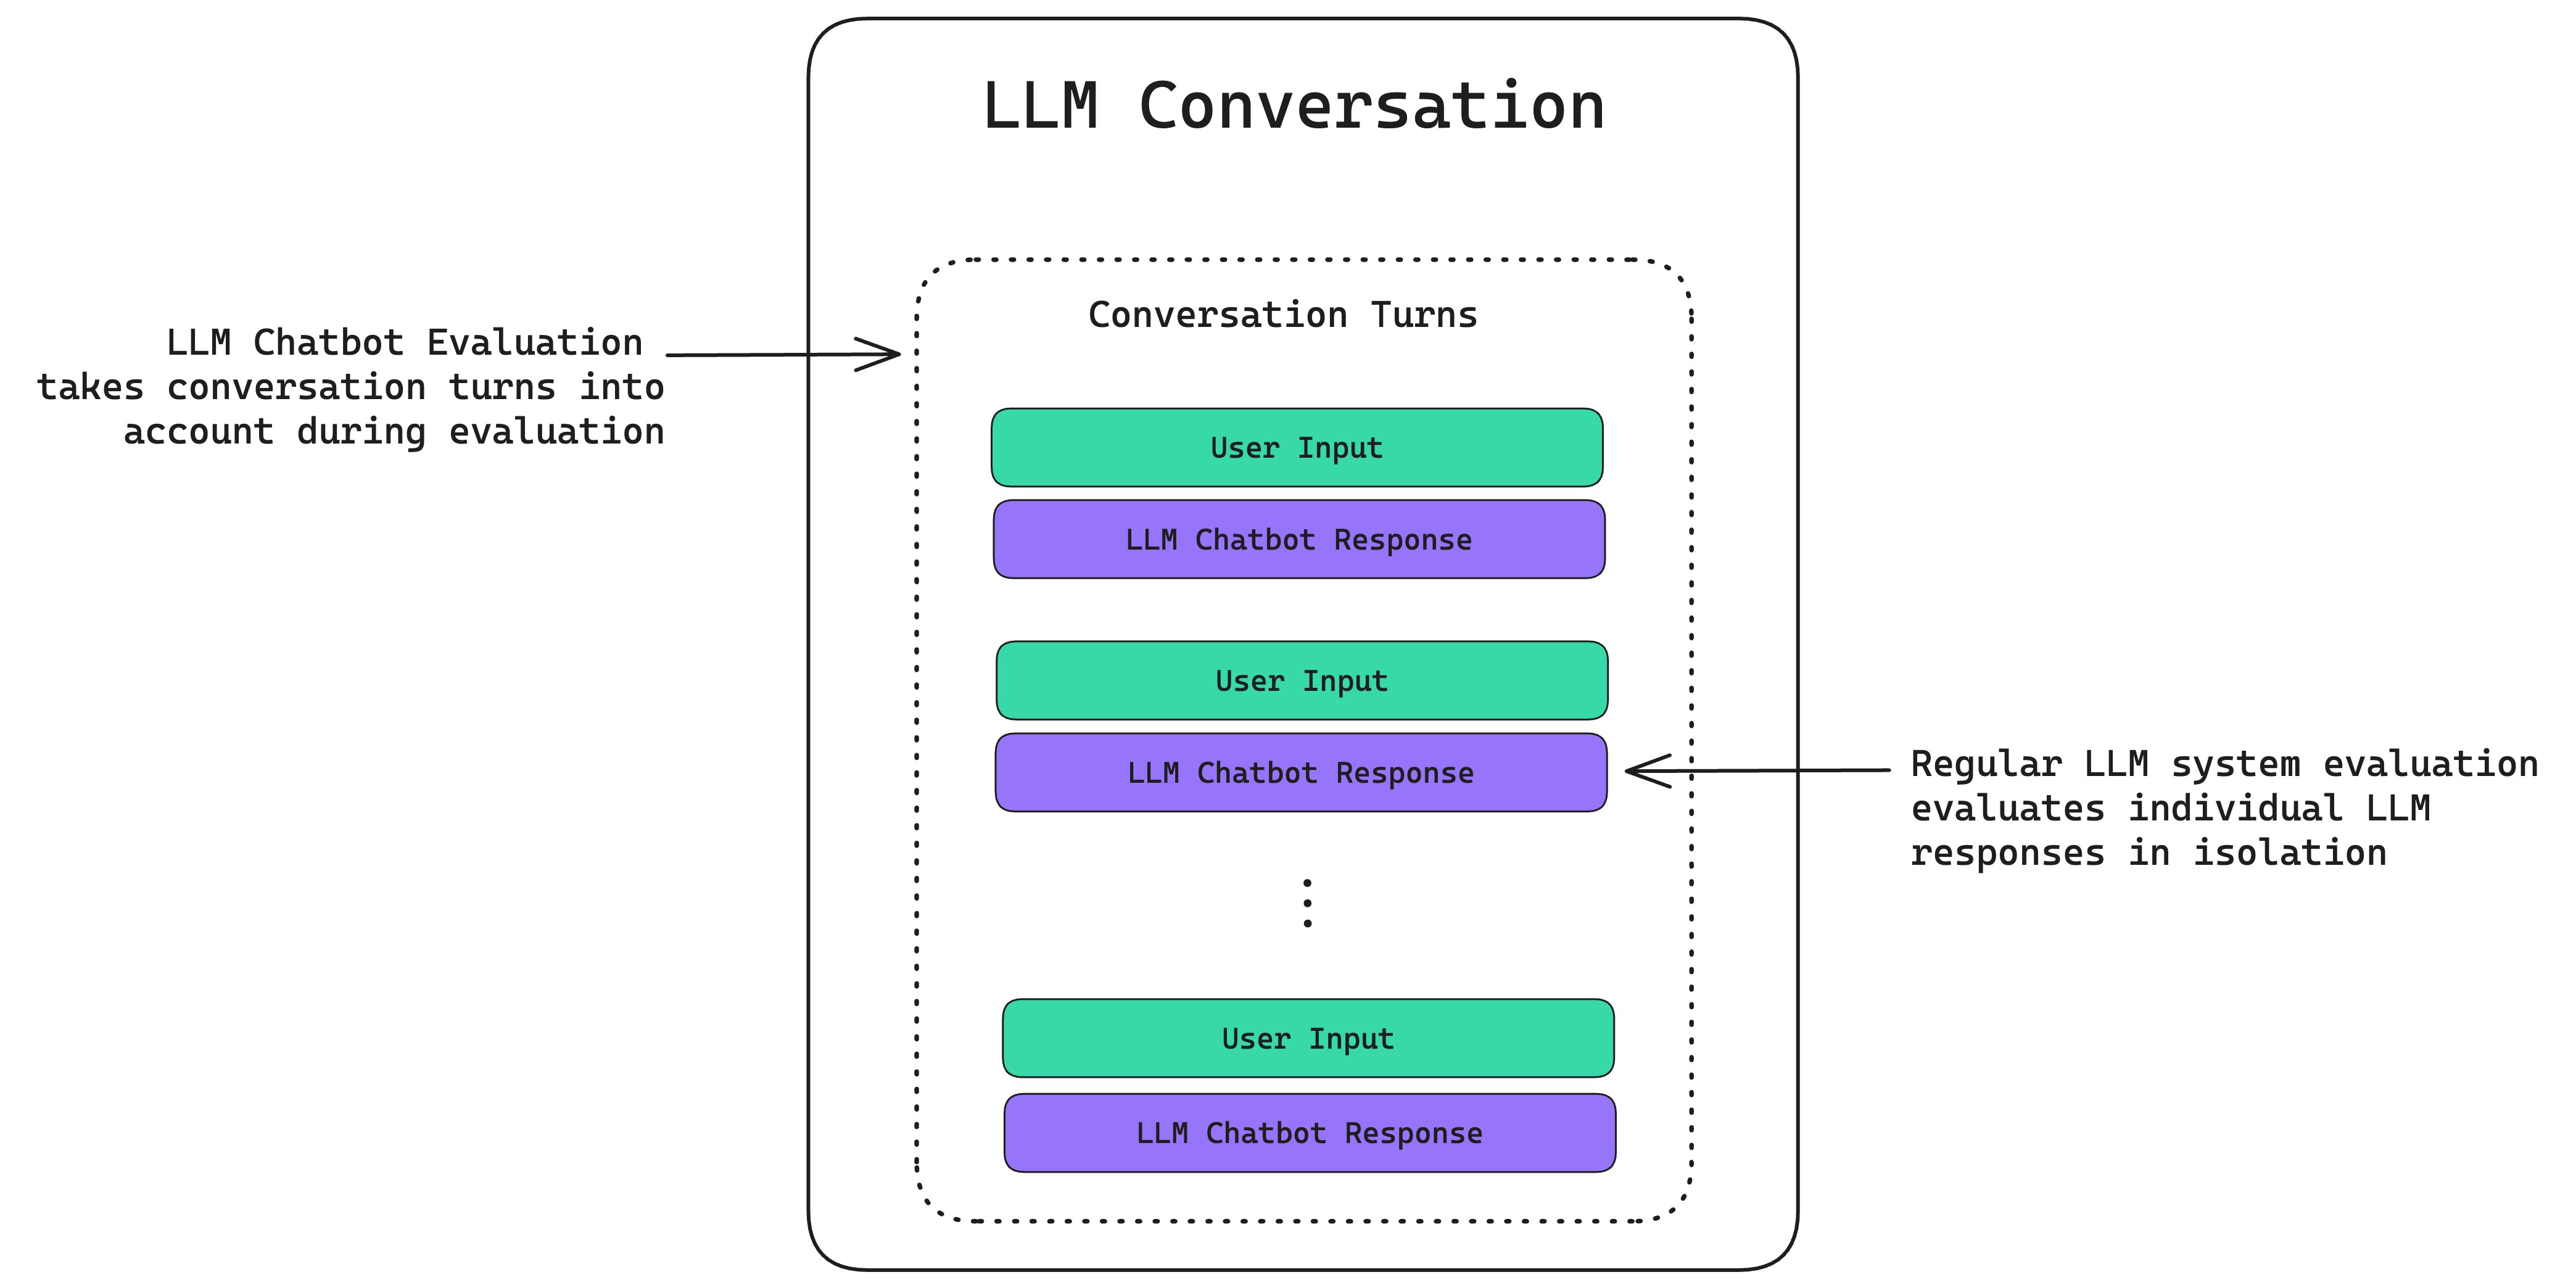 LLM Conversation
Conversation Turns
LLM Chatbot Evaluation
takes conversation turns into
account during evaluation
User Input
LLM Chatbot Response
User Input
LLM Chatbot Response
Regular LLM system evaluation
evaluates individual LLM
responses in isolation
User Input
LLM Chatbot Response